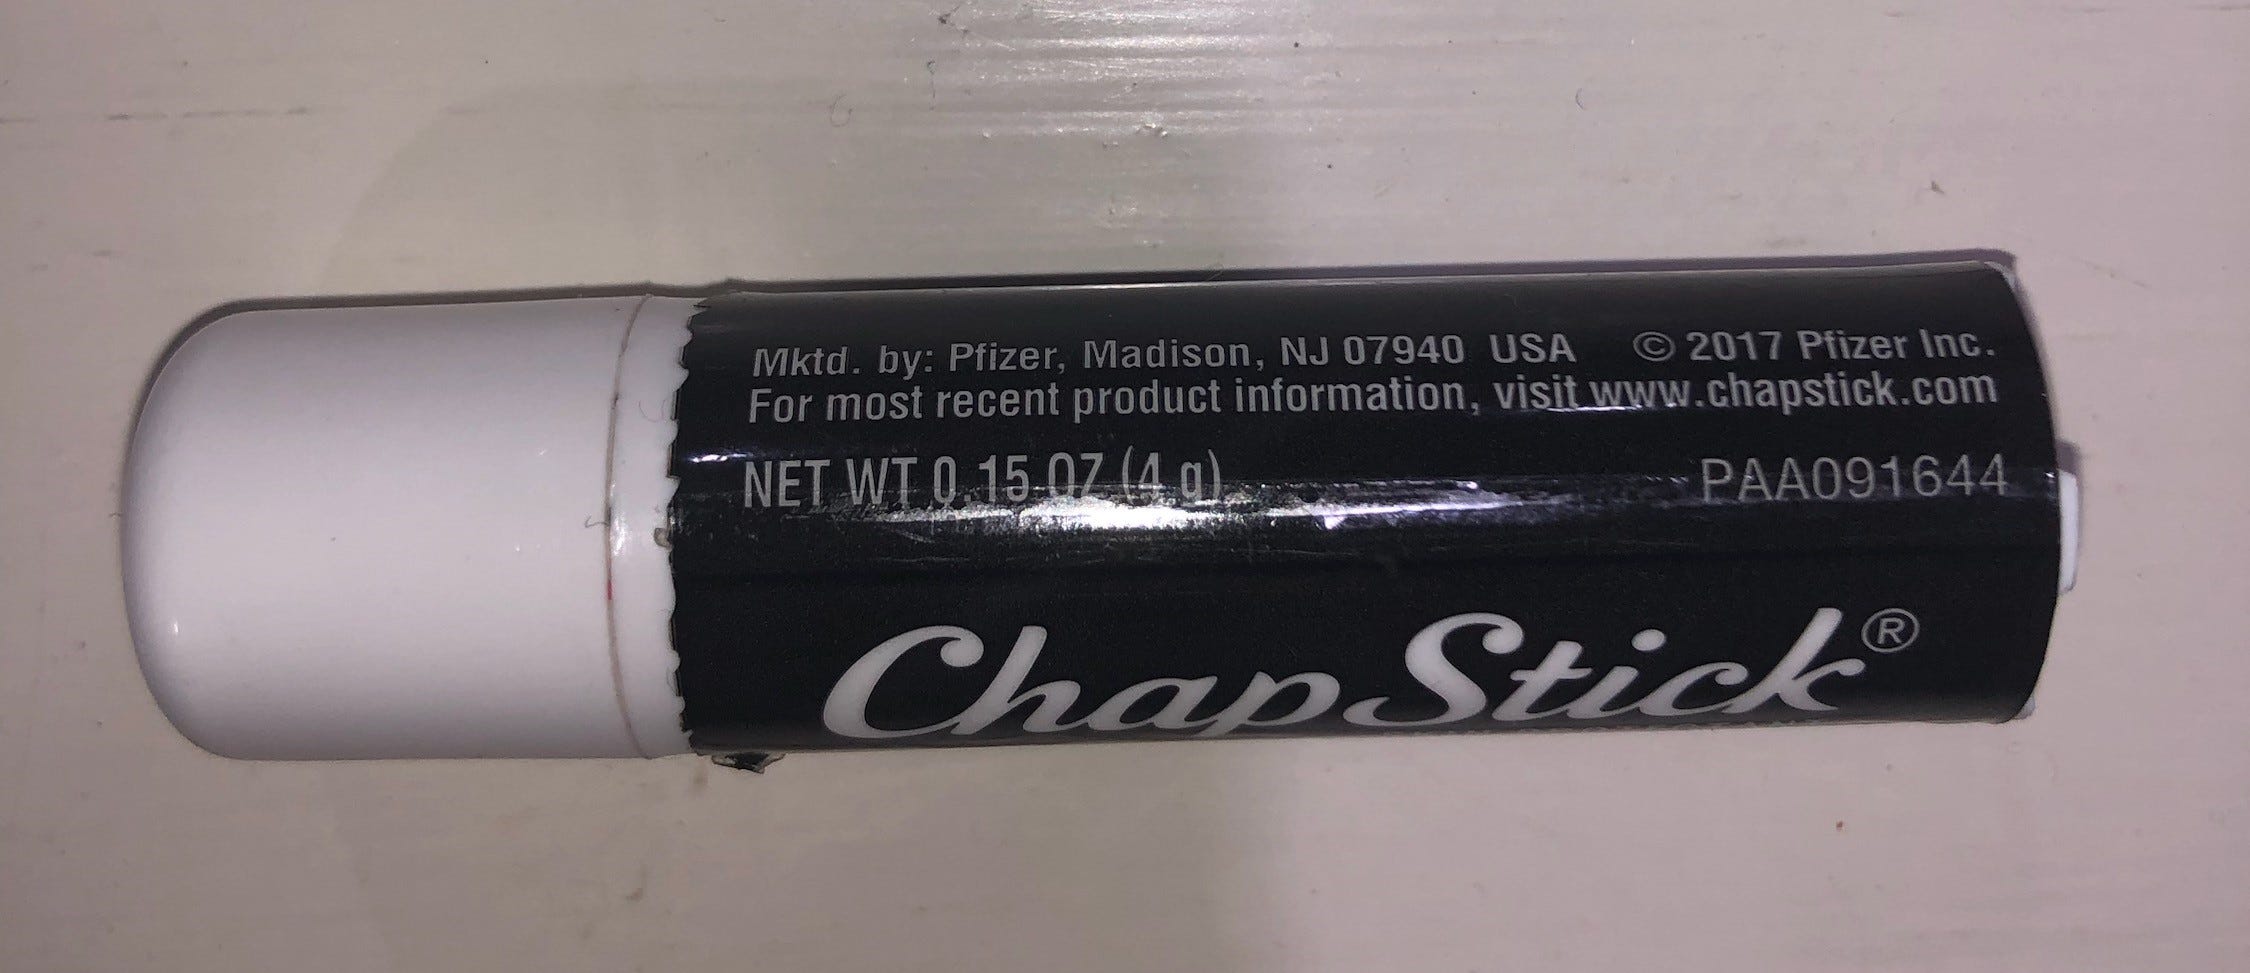 Mktd. by: Pfizer, Madison, NJ 07940 USA © 2017 Pfizer Inc.
For most recent product information, visit www.chapstick.com
NET WT 0.15 OZ (4 g) PAA091644
ChapStick®